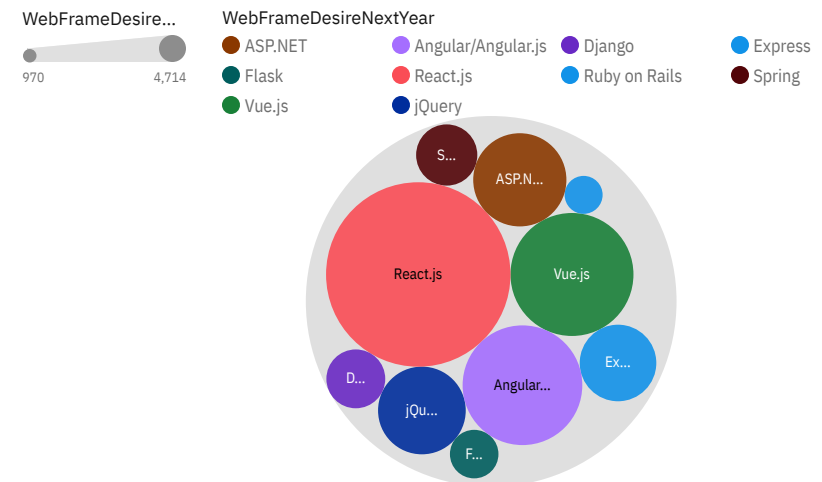 WebFrameDesire...
970
4,714
WebFrameDesireNextYear
ASP.NET
Angular/Angular.js
Django
Express
Flask
React.js
Ruby on Rails
Spring
Vue.js
jQuery
S...
ASP.N...
React.js
Vue.js
Ex...
D...
Angular...
jQu...
F...